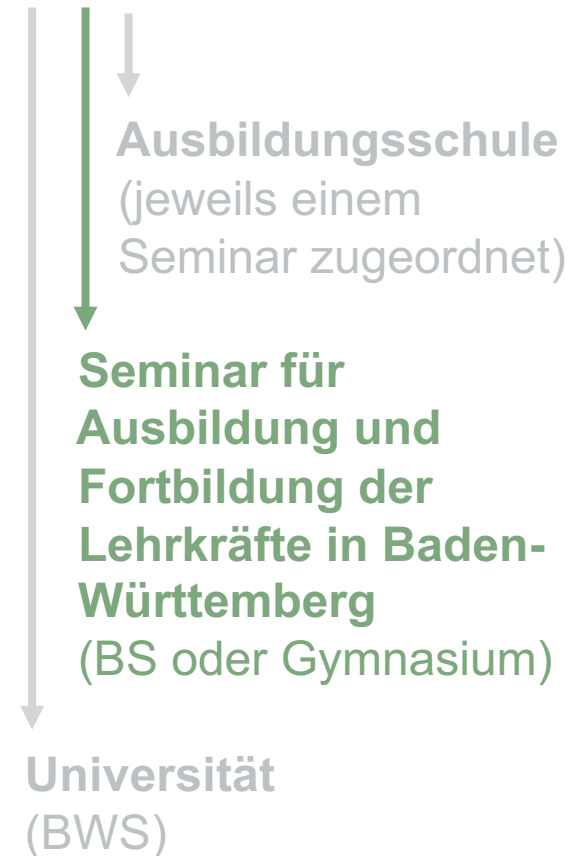 Ausbildungsschule
(jeweils einem
Seminar zugeordnet)
Seminar für
Ausbildung und
Fortbildung der
Lehrkräfte in Baden-
Württemberg
(BS oder Gymnasium)
Universität
(BWS)